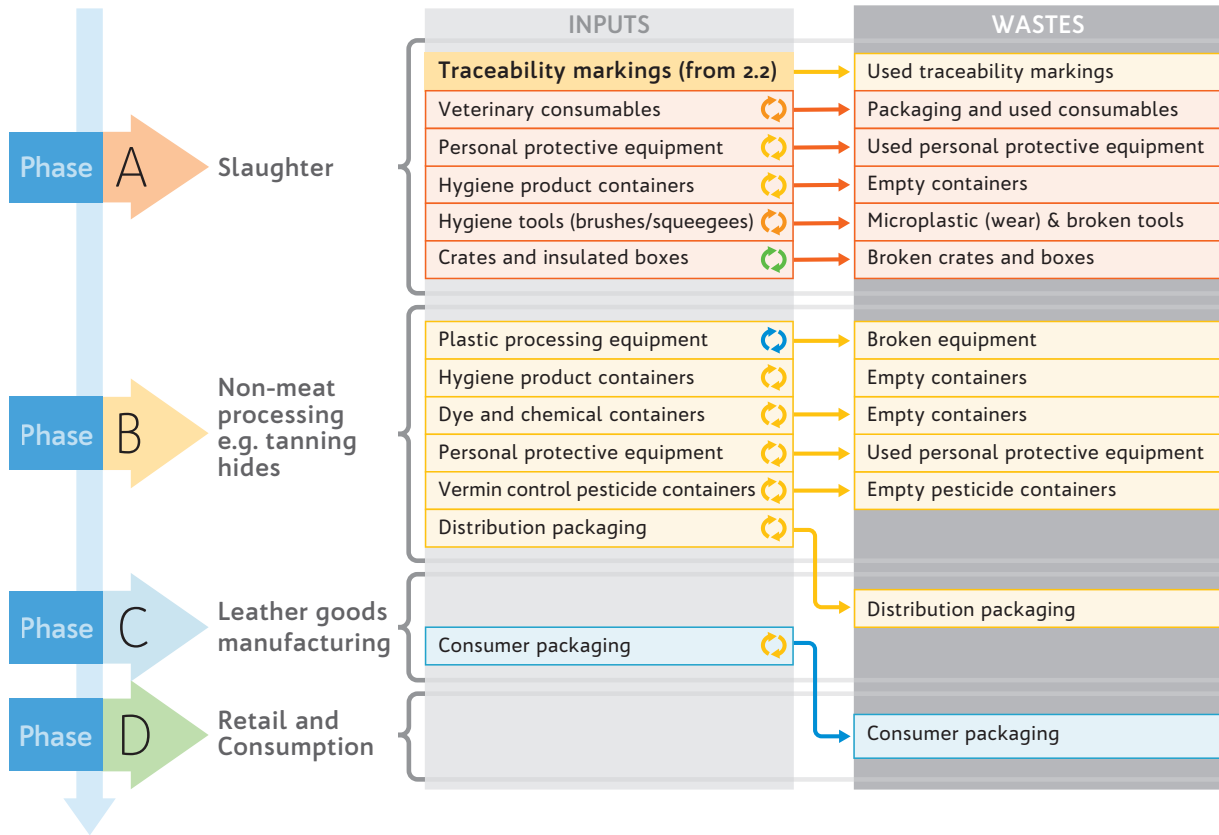 INPUTS
WASTES
Phase
A
Slaughter
Traceability markings (from 2.2)
Used traceability markings
Veterinary consumables
Packaging and used consumables
Personal protective equipment
Used personal protective equipment
Hygiene product containers
Empty containers
Hygiene tools (brushes/squeegees)
Microplastic (wear) & broken tools
Crates and insulated boxes
Broken crates and boxes
Phase
B
Non-meat
processing
e.g. tanning
hides
Plastic processing equipment
Broken equipment
Hygiene product containers
Empty containers
Dye and chemical containers
Empty containers
Personal protective equipment
Used personal protective equipment
Vermin control pesticide containers
Empty pesticide containers
Distribution packaging
Phase
C
Leather goods
manufacturing
Distribution packaging
Consumer packaging
Phase
D
Retail and
Consumption
Consumer packaging